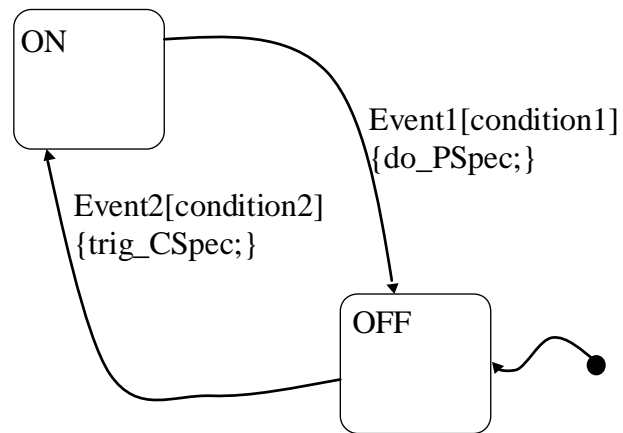 ON
Event1[condition1]
{do_PSpec;}
Event2[condition2]
{trig_CSpec;}
OFF